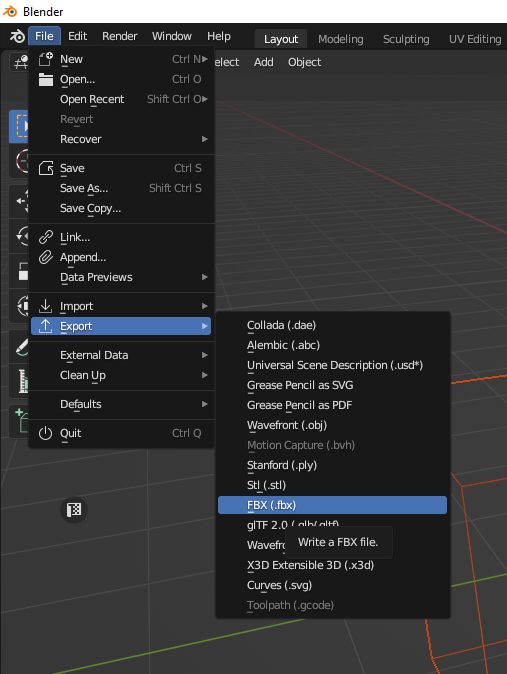 Blender
File Edit Render Window Help Layout Modeling Sculpting UV Editing
New Ctrl N
Open... Ctrl O
Open Recent Shift Ctrl O
Revert
Recover
Save Ctrl S
Save As... Shift Ctrl S
Save Copy...
Link...
Append...
Data Previews
Import
Export
External Data
Clean Up
Defaults
Quit Ctrl Q
elect Add Object
Collada (.dae)
Alembic (.abc)
Universal Scene Description (.usd*)
Grease Pencil as SVG
Grease Pencil as PDF
Wavefront (.obj)
Motion Capture (.bvh)
Stanford (.ply)
Stl (.stl)
FBX (.fbx)
glTF 2.0 (.glb/.gltf)
Wavefr
X3D Extensible 3D (.x3d)
Curves (.svg)
Toolpath (.gcode)
Write a FBX file.